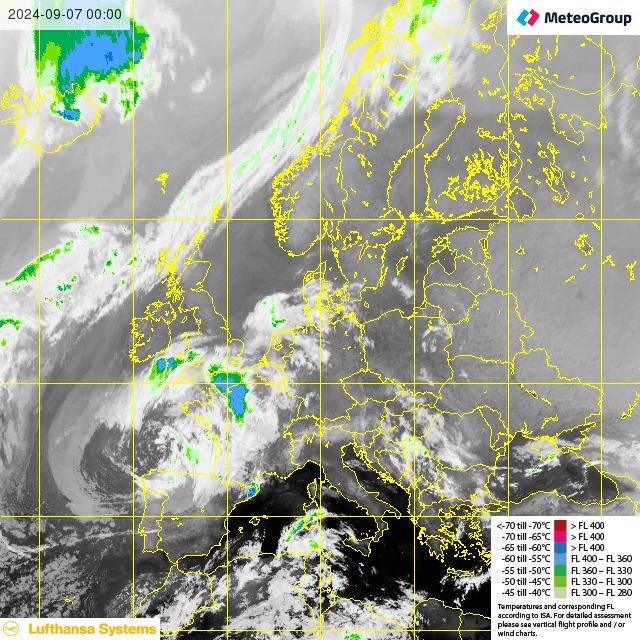 2024-09-07 00:00
MeteoGroup
<-70 till -70°C > FL 400
-70 till -65°C > FL 400
-65 till -60°C > FL 400
-60 till -55°C FL 400 - FL 360
-55 till -50°C FL 360 - FL 330
-50 till -45°C FL 330 - FL 300
-45 till -40°C FL 300 - FL 280
Temperatures and corresponding FL
according to ISA. For detailed assessment
please see vertical flight profile and / or
wind charts.
Lufthansa Systems